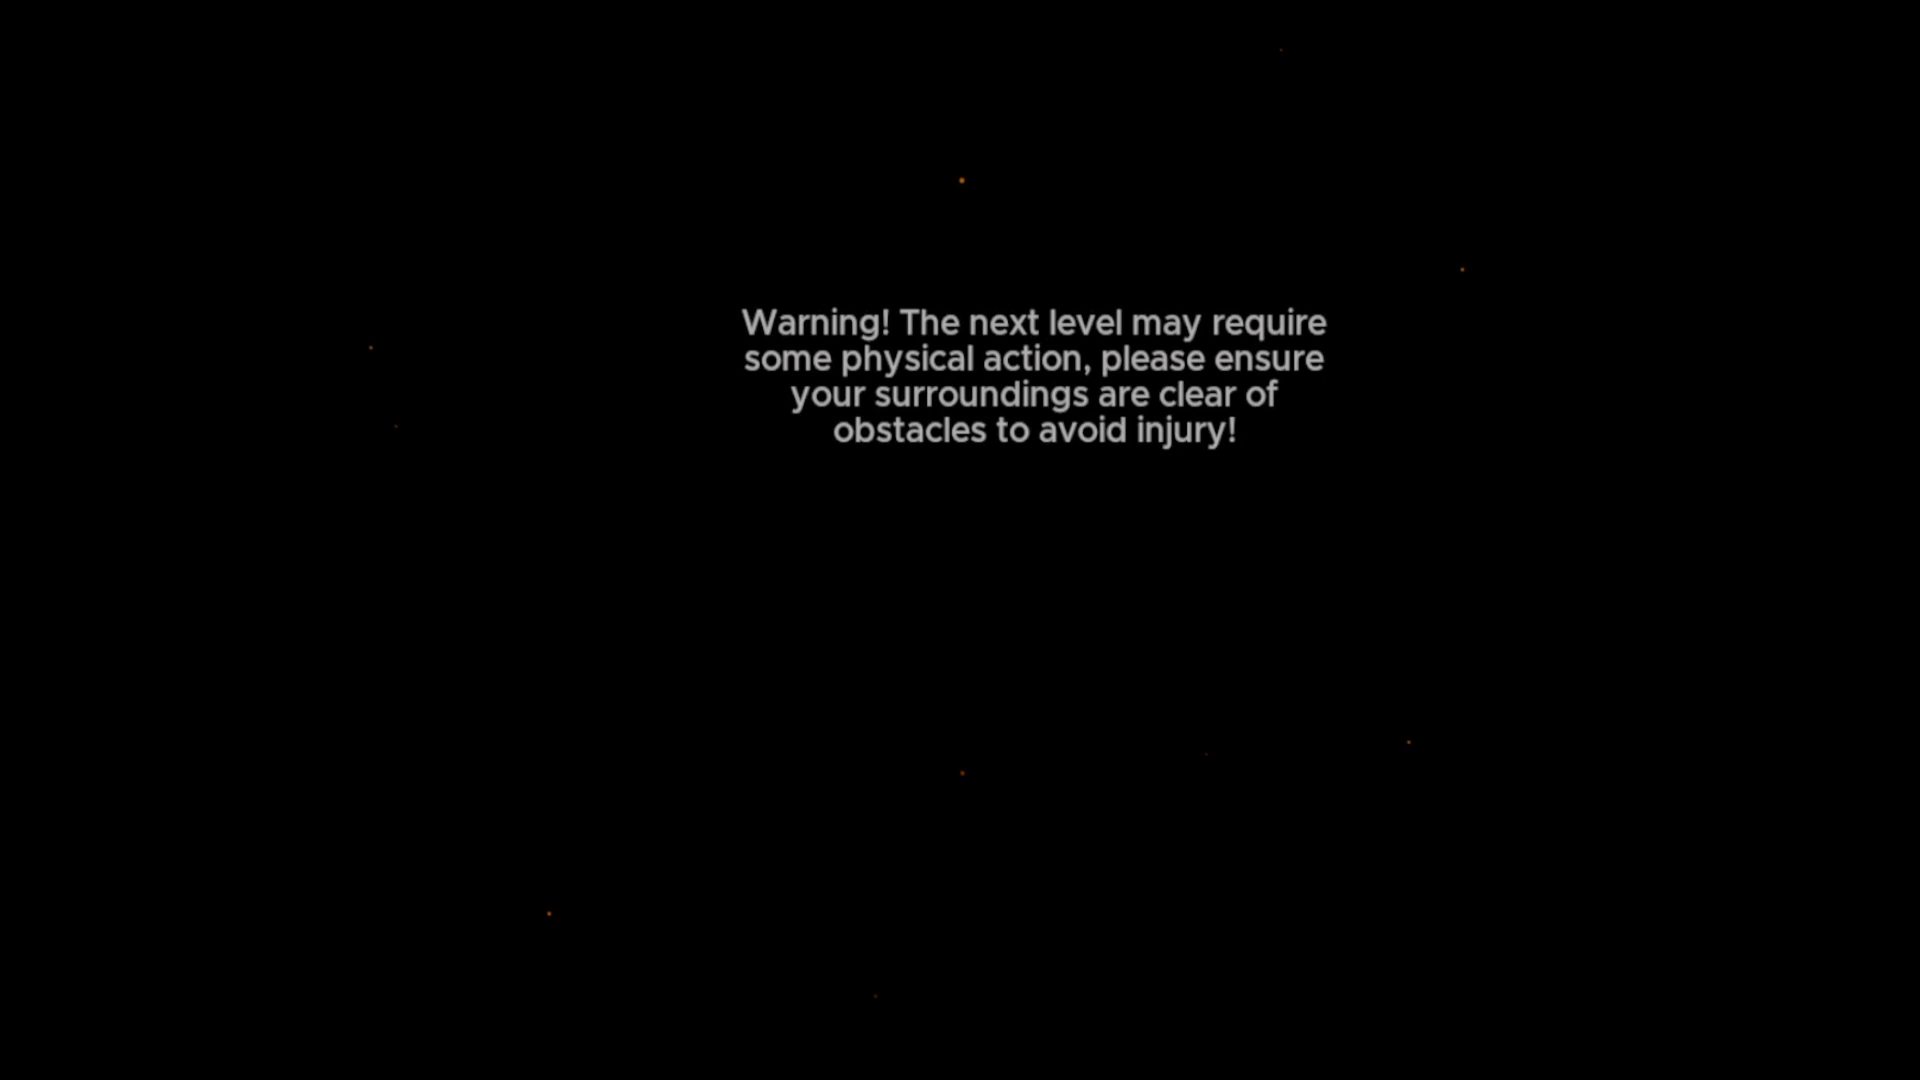 Warning! The next level may require
some physical action, please ensure
your surroundings are clear of
obstacles to avoid injury!